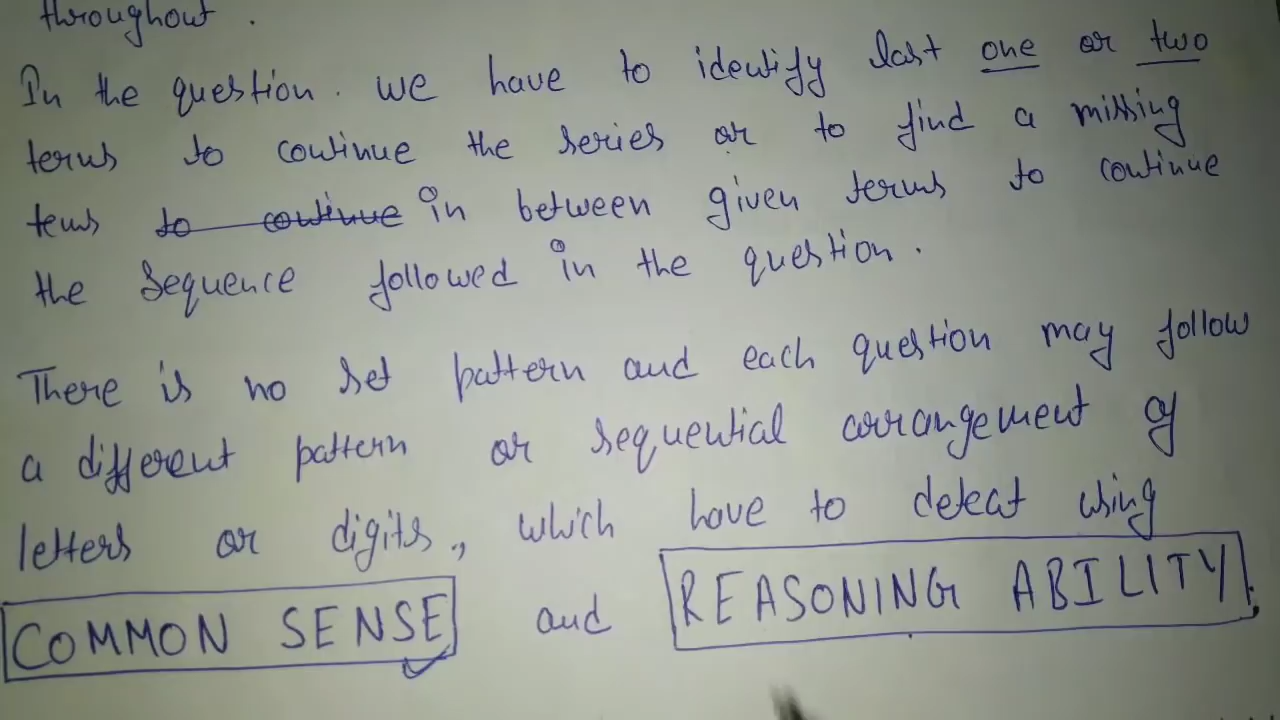 throughout.
In the question. we have to identify last one or two
terms to continue the series or to find a missing
tems to continue in between given terms to continue
the sequence followed in the question.
There is no set pattern and each question may follow
a different pattern or sequential arrangement of
letters or digits, which have to detect using
COMMON SENSE and REASONING ABILITY.